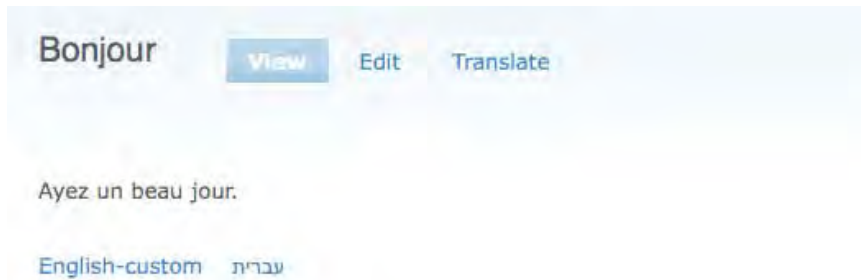 Bonjour View Edit Translate
Ayez un beau jour.
English-custom עברית